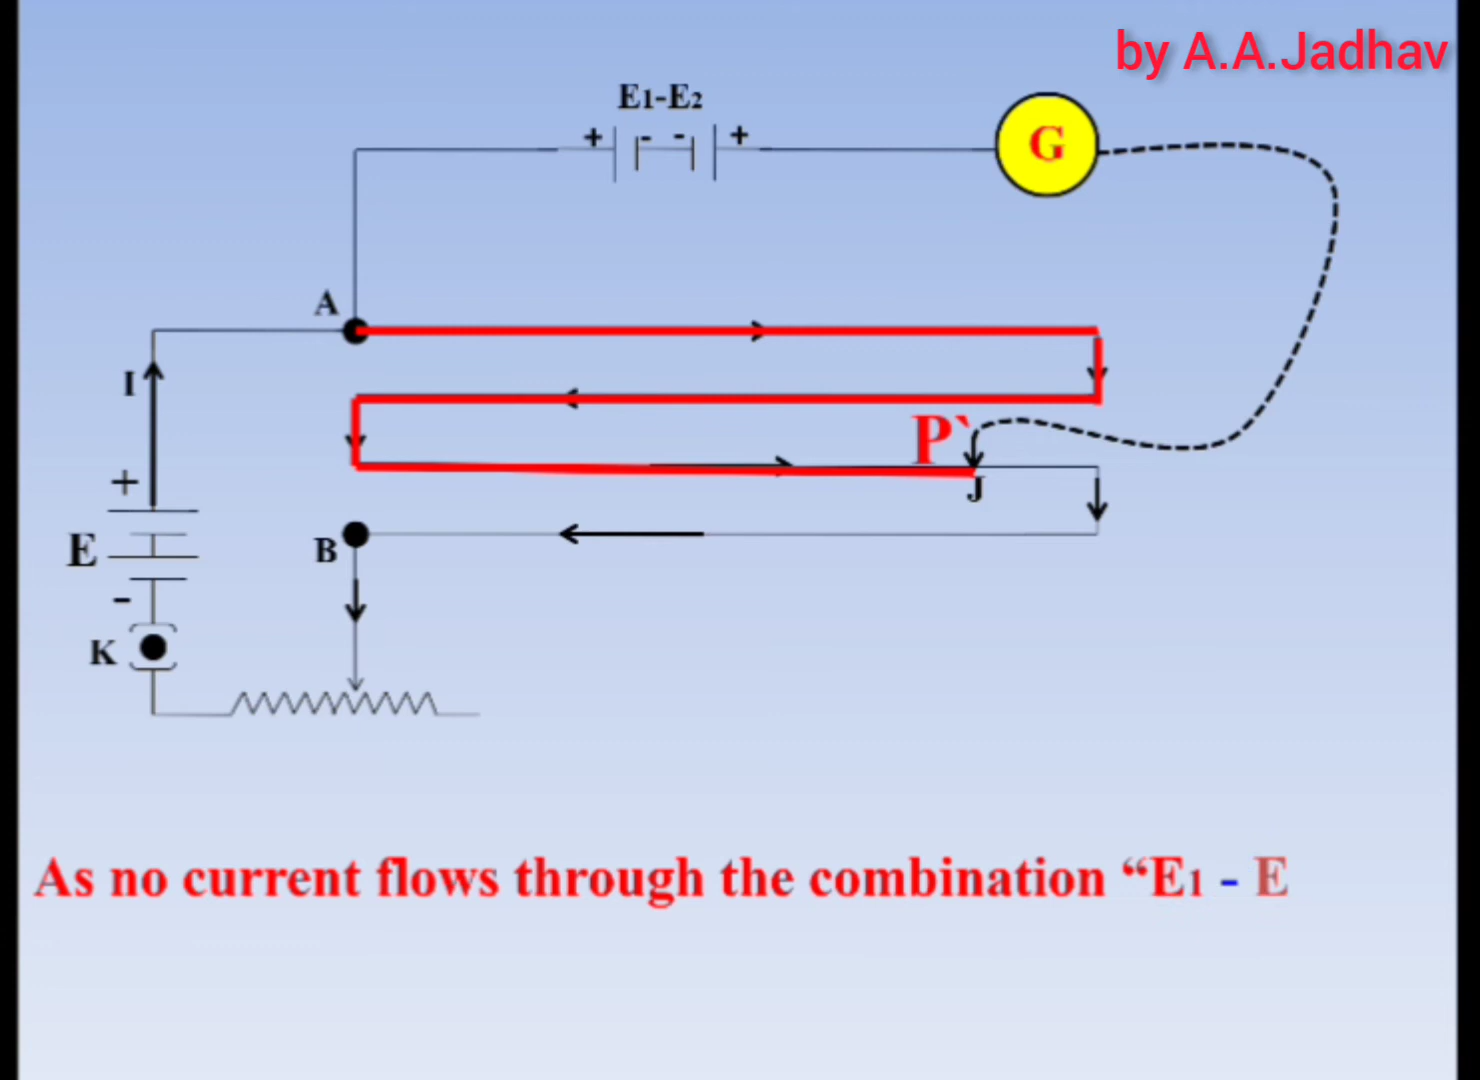 by A.A.Jadhav
E1-E2
+ - - +
G
A
I
P`
+
J
E
B
-
K
As no current flows through the combination “E1 - E